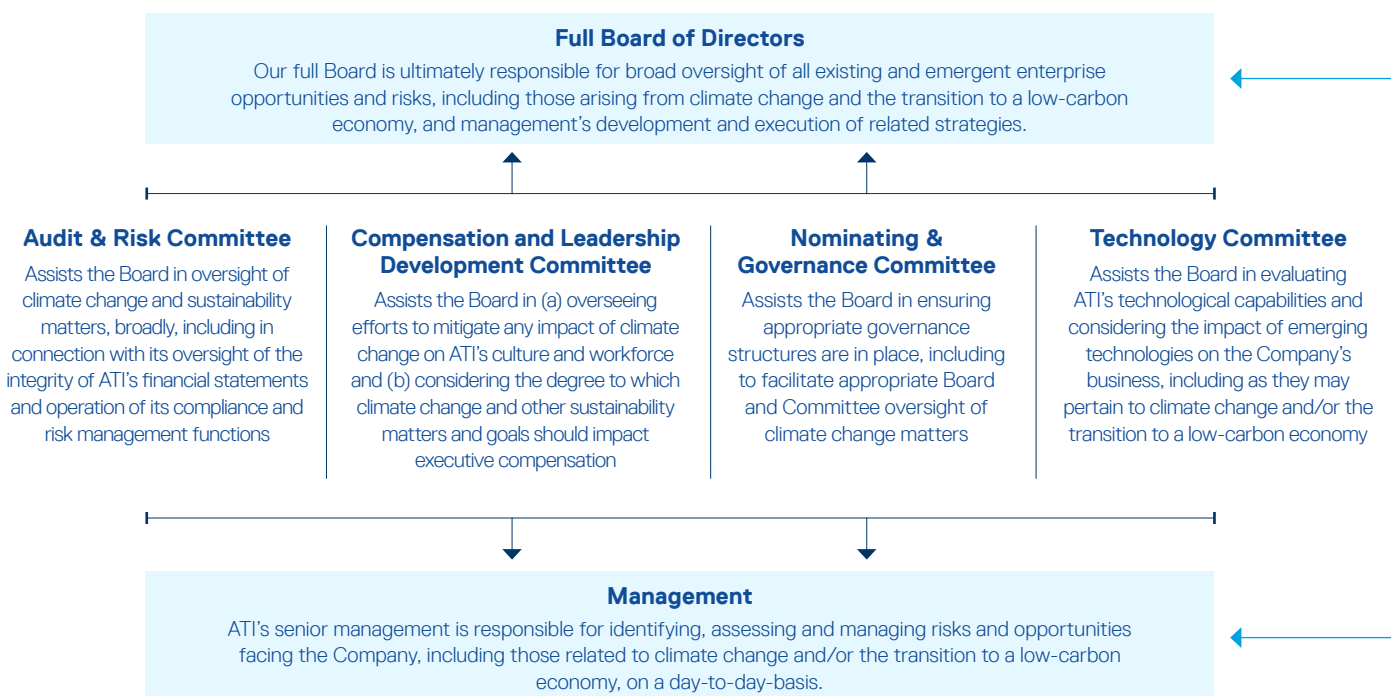 Full Board of Directors
Our full Board is ultimately responsible for broad oversight of all existing and emergent enterprise
opportunities and risks, including those arising from climate change and the transition to a low-carbon
economy, and management’s development and execution of related strategies.
Audit & Risk Committee
Assists the Board in oversight of
climate change and sustainability
matters, broadly, including in
connection with its oversight of the
integrity of ATI’s financial statements
and operation of its compliance and
risk management functions
Compensation and Leadership
Development Committee
Assists the Board in (a) overseeing
efforts to mitigate any impact of climate
change on ATI’s culture and workforce
and (b) considering the degree to which
climate change and other sustainability
matters and goals should impact
executive compensation
Nominating &
Governance Committee
Assists the Board in ensuring
appropriate governance
structures are in place, including
to facilitate appropriate Board
and Committee oversight of
climate change matters
Technology Committee
Assists the Board in evaluating
ATI’s technological capabilities and
considering the impact of emerging
technologies on the Company’s
business, including as they may
pertain to climate change and/or the
transition to a low-carbon economy
Management
ATI’s senior management is responsible for identifying, assessing and managing risks and opportunities
facing the Company, including those related to climate change and/or the transition to a low-carbon
economy, on a day-to-day-basis.